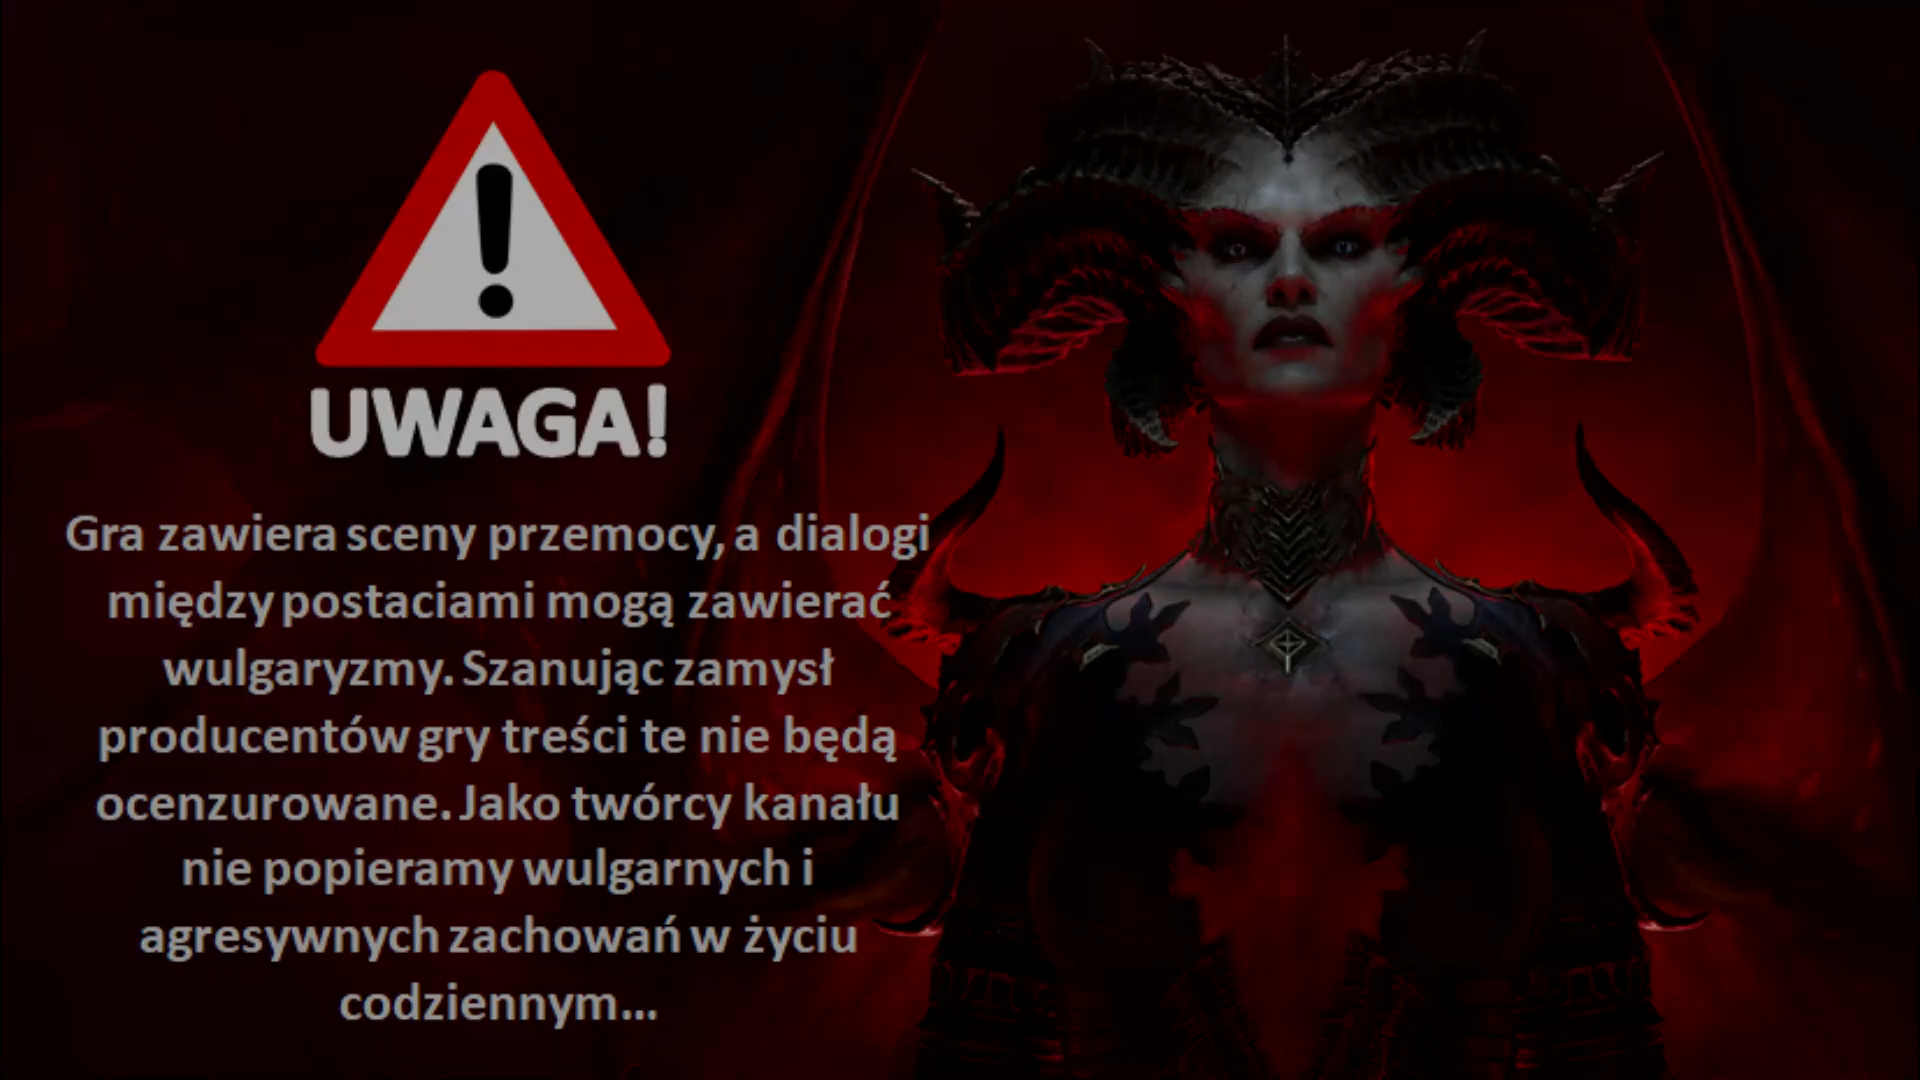 UWAGA!
Gra zawiera sceny przemocy, a dialogi
między postaciami mogą zawierać
wulgaryzmy. Szanując zamysł
producentów gry treści te nie będą
ocenzurowane. Jako twórcy kanału
nie popieramy wulgarnych i
agresywnych zachowań w życiu
codziennym...